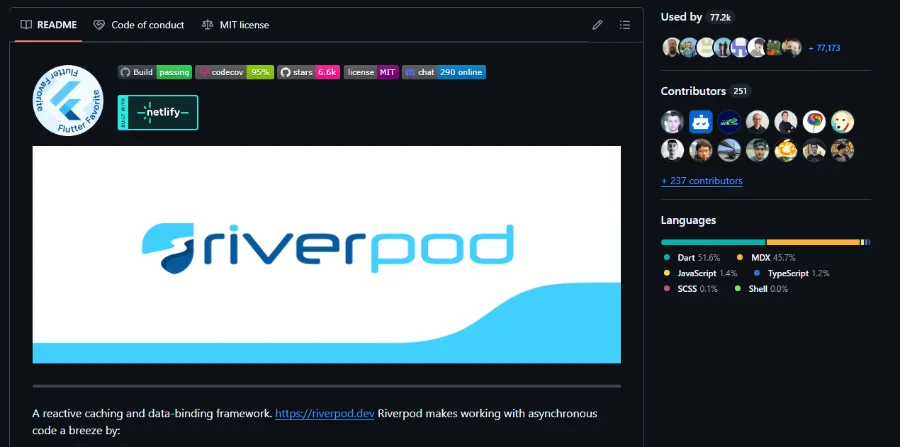 README
Code of conduct
MIT license
Flutter Favorite
Flutter Favorite
Build passing
codecov 95%
stars 6.6k
license MIT
chat 290 online
BUILT WITH
netlify
riverpod
A reactive caching and data-binding framework. https://riverpod.dev Riverpod makes working with asynchronous
code a breeze by:
Used by 77.2k
+ 77,173
Contributors 251
+ 237 contributors
Languages
Dart 51.6% MDX 45.7%
JavaScript 1.4% TypeScript 1.2%
SCSS 0.1% Shell 0.0%